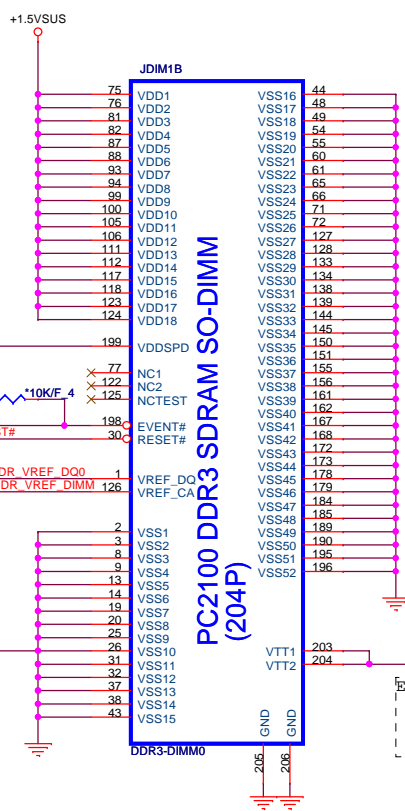 +1.5VSUS
JDIM1B
75 VDD1 VSS16 44
76 VDD2 VSS17 48
81 VDD3 VSS18 49
82 VDD4 VSS19 54
87 VDD5 VSS20 55
88 VDD6 VSS21 60
93 VDD7 VSS22 61
94 VDD8 VSS23 65
99 VDD9 VSS24 66
100 VDD10 VSS25 71
105 VDD11 VSS26 72
106 VDD12 VSS27 127
111 VDD13 VSS28 128
112 VDD14 VSS29 133
117 VDD15 VSS30 134
118 VDD16 VSS31 138
123 VDD17 VSS32 139
124 VDD18 VSS33 144
VSS34 145
199 VDDSPD VSS35 150
VSS36 151
77 NC1 VSS37 155
122 NC2 VSS38 156
125 NCTEST VSS39 161
*10K/F_4
VSS40 162
198 EVENT# VSS41 167
ST# 30 RESET# VSS42 168
VSS43 172
VSS44 173
DDR_VREF_DQ0 1 VREF_DQ VSS45 178
DDR_VREF_DIMM 126 VREF_CA VSS46 179
VSS47 184
VSS48 185
2 VSS1 VSS49 189
3 VSS2 VSS50 190
8 VSS3 VSS51 195
9 VSS4 VSS52 196
13 VSS5
14 VSS6
19 VSS7
20 VSS8
25 VSS9
26 VSS10 VTT1 203
31 VSS11 VTT2 204
32 VSS12
37 VSS13
38 VSS14
43 VSS15
PC2100 DDR3 SDRAM SO-DIMM
(204P)
GND GND
DDR3-DIMM0
205 206
E